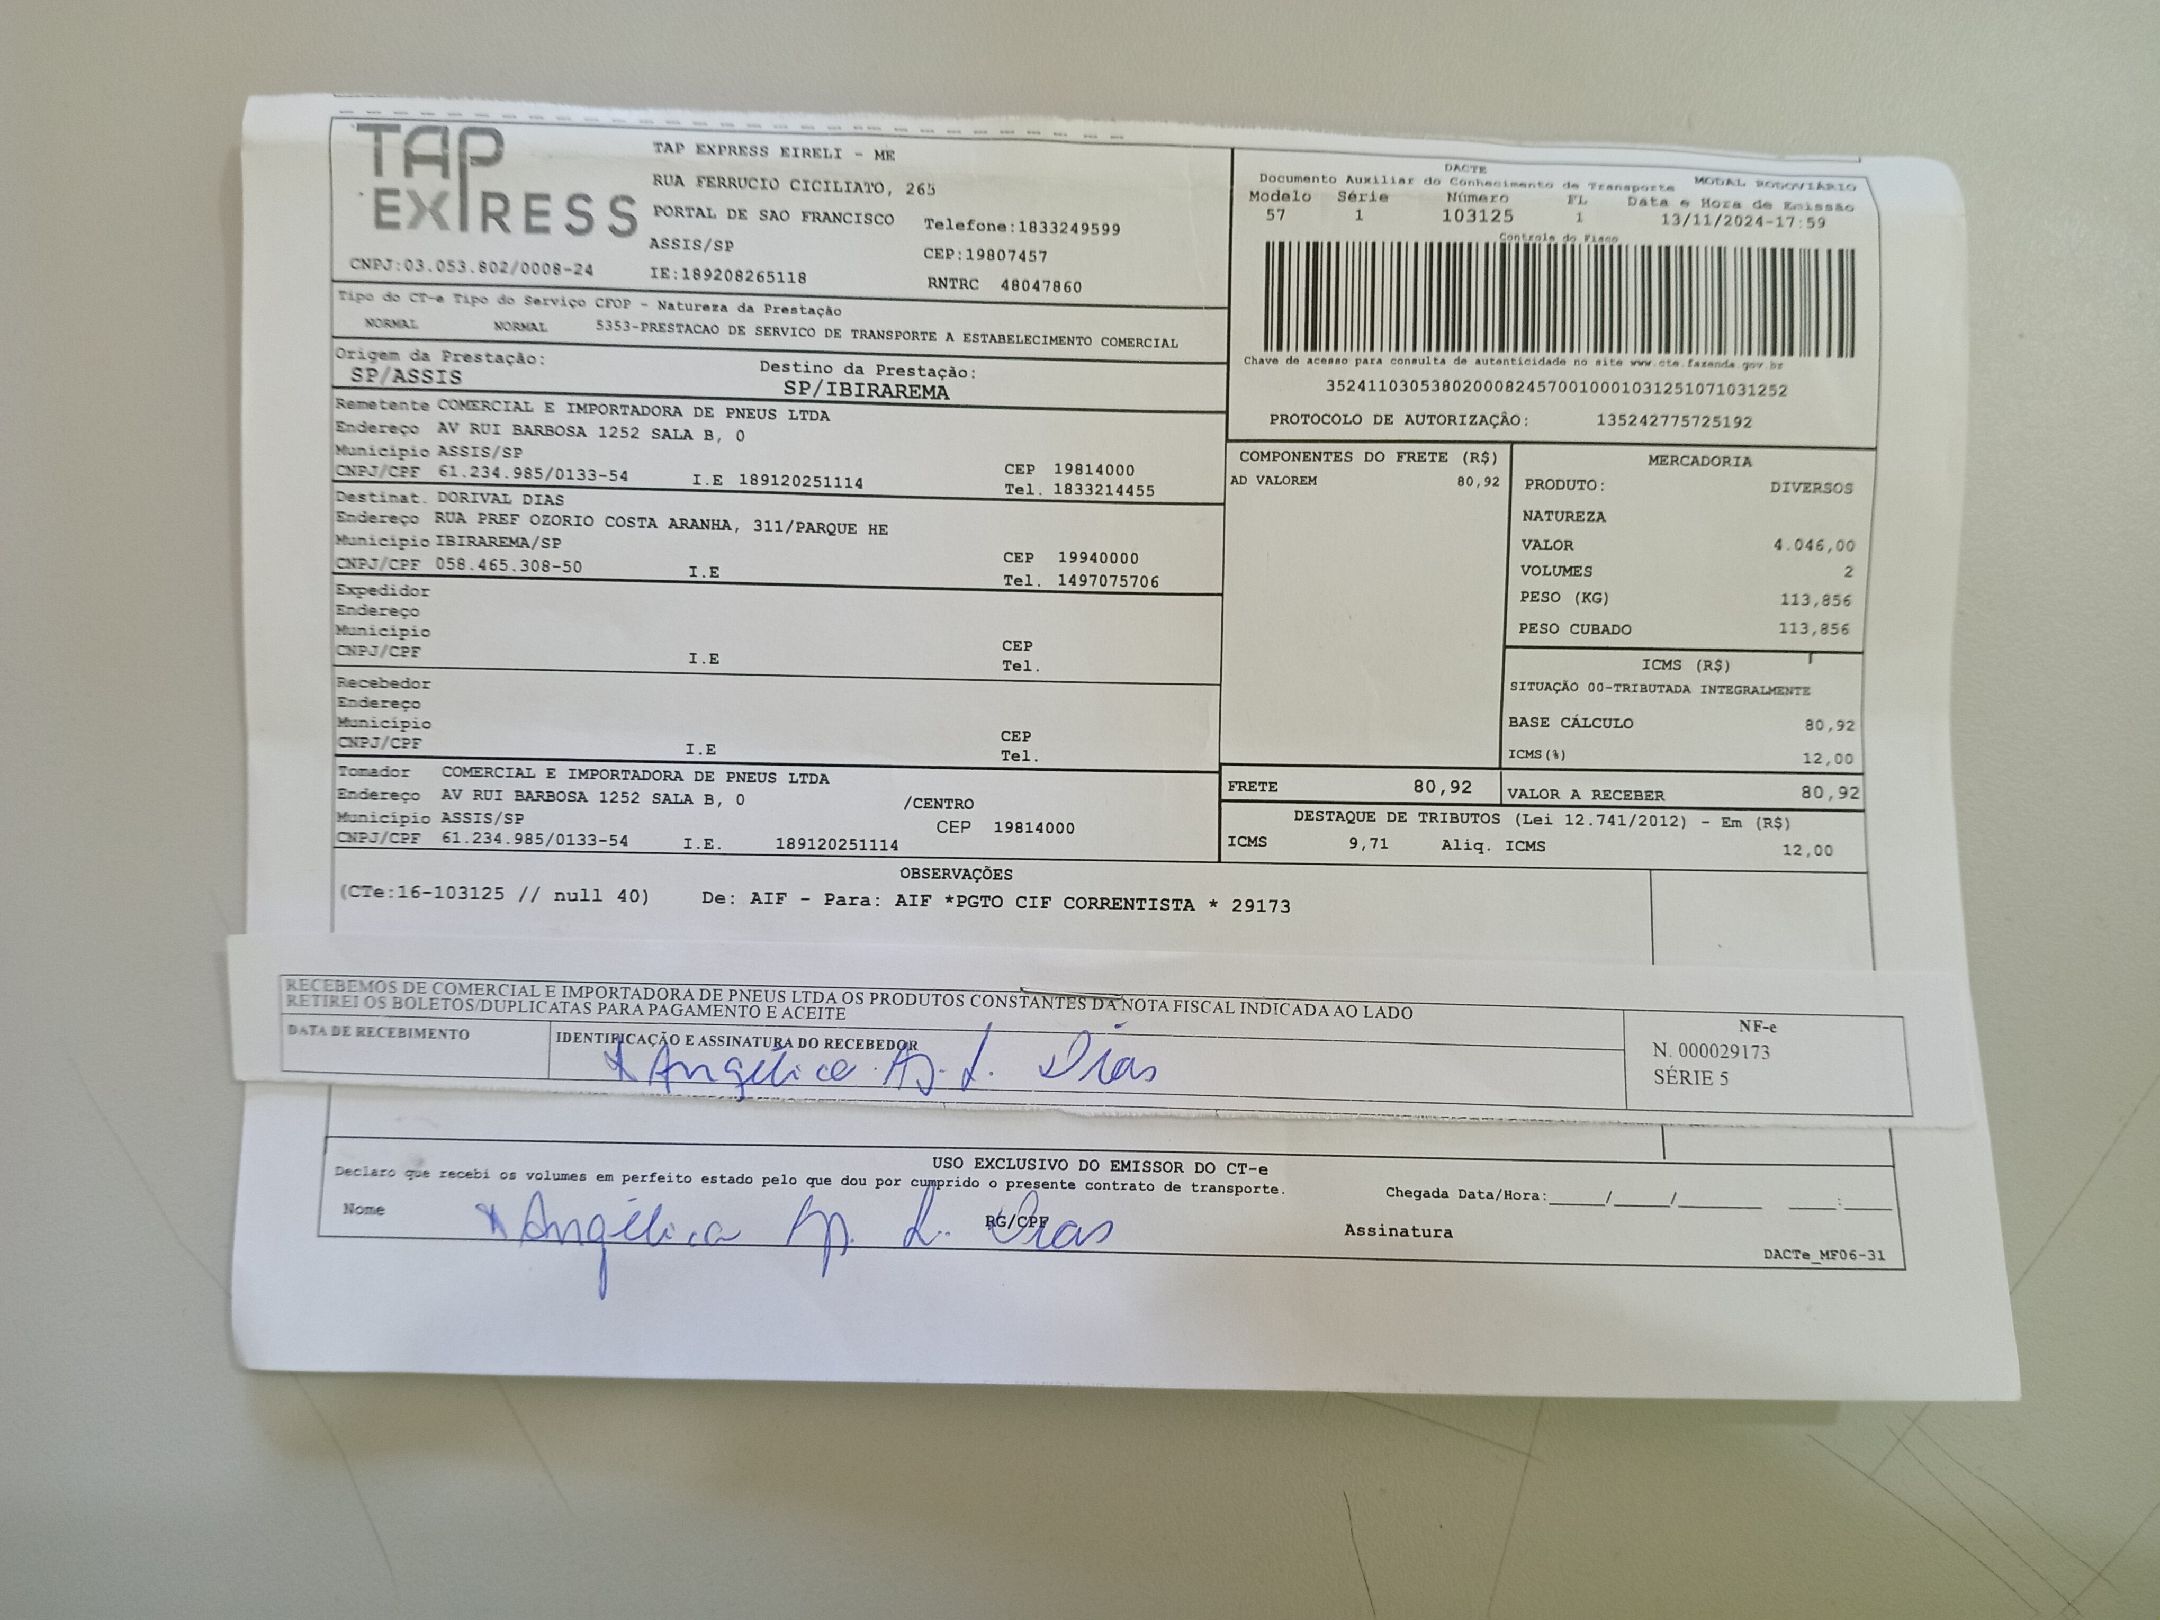 TAP
EXPRESS
TAP EXPRESS EIRELI - ME
RUA FERRUCIO CICILIATO, 265
PORTAL DE SAO FRANCISCO Telefone:1833249599
ASSIS/SP CEP:19807457
CNPJ:03.053.802/0008-24 IE:189208265118 RNTRC 48047860
DACTE MODAL RODOVIÁRIO
Documento Auxiliar do Conhecimento de Transporte
Modelo Série Número FL Data e Hora de Emissão
57 1 103125 1 13/11/2024-17:59
Controle do Fisco
Chave de acesso para consulta de autenticidade no site www.cte.fazenda.gov.br
35241103053802000824570010001031251071031252
PROTOCOLO DE AUTORIZAÇÃO: 135242775725192
Tipo do CT-e Tipo do Serviço CFOP - Natureza da Prestação
NORMAL NORMAL 5353-PRESTACAO DE SERVICO DE TRANSPORTE A ESTABELECIMENTO COMERCIAL
Origem da Prestação: Destino da Prestação:
SP/ASSIS SP/IBIRAREMA
Remetente COMERCIAL E IMPORTADORA DE PNEUS LTDA
Endereço AV RUI BARBOSA 1252 SALA B, 0
Município ASSIS/SP CEP 19814000
CNPJ/CPF 61.234.985/0133-54 I.E 189120251114 Tel. 1833214455
Destinat. DORIVAL DIAS
Endereço RUA PREF OZORIO COSTA ARANHA, 311/PARQUE HE
Município IBIRAREMA/SP CEP 19940000
CNPJ/CPF 058.465.308-50 I.E Tel. 1497075706
Expedidor
Endereço
Município CEP
CNPJ/CPF I.E Tel.
Recebedor
Endereço
Município CEP
CNPJ/CPF I.E Tel.
Tomador COMERCIAL E IMPORTADORA DE PNEUS LTDA
Endereço AV RUI BARBOSA 1252 SALA B, 0 /CENTRO
Município ASSIS/SP CEP 19814000
CNPJ/CPF 61.234.985/0133-54 I.E. 189120251114
COMPONENTES DO FRETE (R$)
AD VALOREM 80,92
MERCADORIA
PRODUTO: DIVERSOS
NATUREZA
VALOR 4.046,00
VOLUMES 2
PESO (KG) 113,856
PESO CUBADO 113,856
ICMS (R$)
SITUAÇÃO 00-TRIBUTADA INTEGRALMENTE
BASE CÁLCULO 80,92
ICMS(%) 12,00
FRETE 80,92 VALOR A RECEBER 80,92
DESTAQUE DE TRIBUTOS (Lei 12.741/2012) - Em (R$)
ICMS 9,71 Aliq. ICMS 12,00
OBSERVAÇÕES
(CTe:16-103125 // null 40) De: AIF - Para: AIF *PGTO CIF CORRENTISTA * 29173
RECEBEMOS DE COMERCIAL E IMPORTADORA DE PNEUS LTDA OS PRODUTOS CONSTANTES DA NOTA FISCAL INDICADA AO LADO
RETIREI OS BOLETOS/DUPLICATAS PARA PAGAMENTO E ACEITE
DATA DE RECEBIMENTO IDENTIFICAÇÃO E ASSINATURA DO RECEBEDOR
x Angélica Ap. L. Dias
NF-e
N. 000029173
SÉRIE 5
USO EXCLUSIVO DO EMISSOR DO CT-e
Declaro que recebi os volumes em perfeito estado pelo que dou por cumprido o presente contrato de transporte.
Chegada Data/Hora:____/____/______ ___:___
Nome RG/CPF Assinatura
x Angélica Ap. L. Dias
DACTe_MF06-31